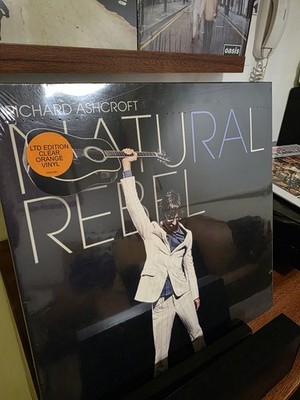 oasis
RICHARD ASHCROFT
NATURAL
REBEL
LTD EDITION
CLEAR
ORANGE
VINYL